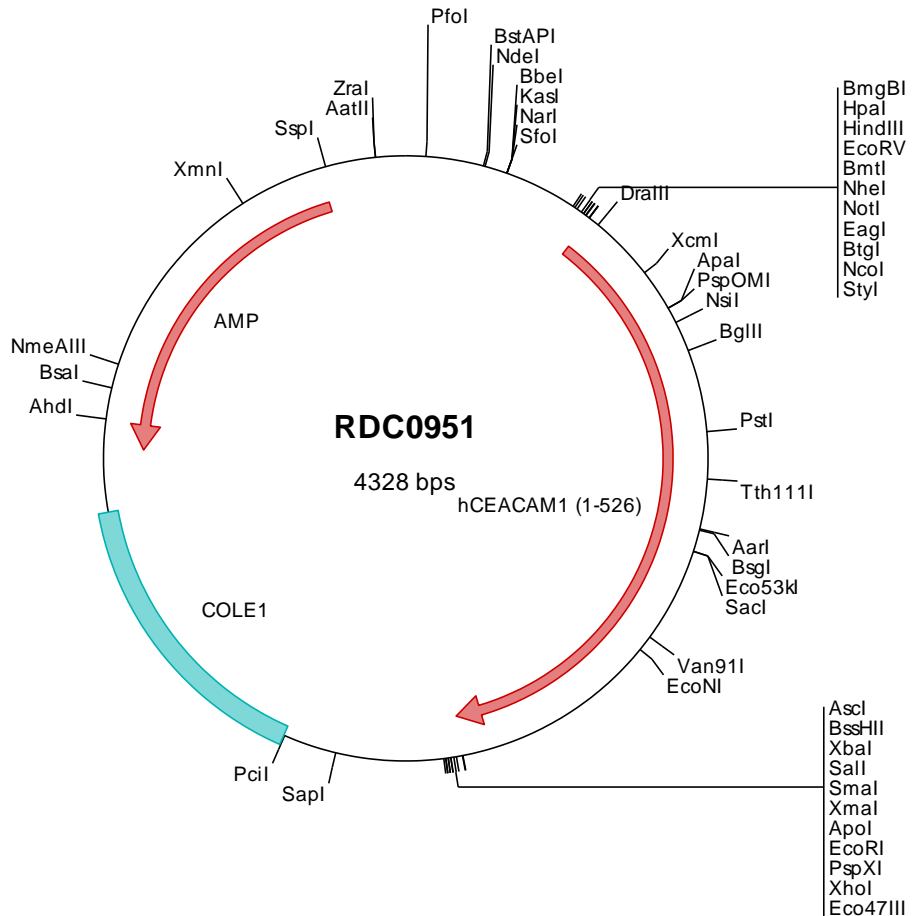 PfoI
BstAPI
NdeI
BbeI
KasI
NarI
SfoI
ZraI
AatII
SspI
XmnI
BmgBI
HpaI
HindIII
EcoRV
BmtI
NheI
NotI
EagI
BtgI
NcoI
StyI
DraIII
XcmI
ApaI
PspOMI
NsiI
BglII
AMP
NmeAIII
BsaI
AhdI
RDC0951
4328 bps
hCEACAM1 (1-526)
PstI
Tth111I
AarI
BsgI
Eco53kI
SacI
COLE1
Van91I
EcoNI
PciI
SapI
AscI
BssHII
XbaI
SalI
SmaI
XmaI
ApoI
EcoRI
PspXI
XhoI
Eco47III